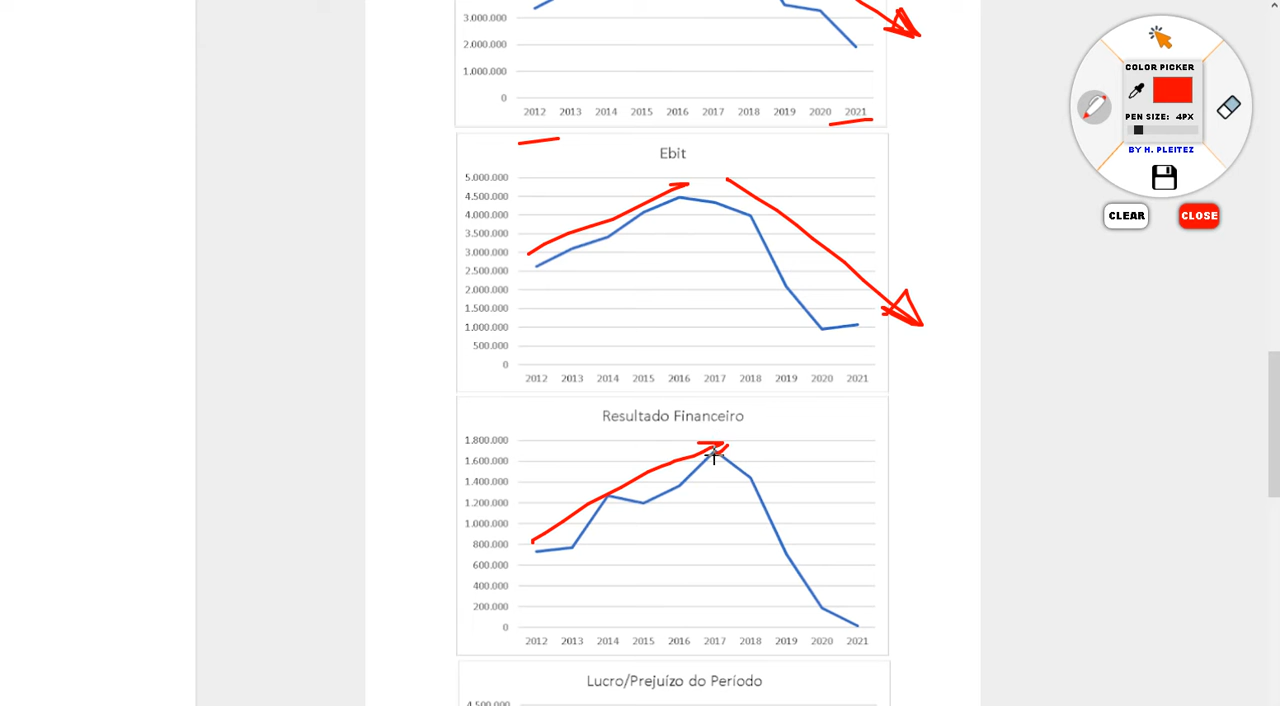 3.000.000
2.000.000
1.000.000
0
2012 2013 2014 2015 2016 2017 2018 2019 2020 2021
Ebit
5.000.000
4.500.000
4.000.000
3.500.000
3.000.000
2.500.000
2.000.000
1.500.000
1.000.000
500.000
0
2012 2013 2014 2015 2016 2017 2018 2019 2020 2021
Resultado Financeiro
1.800.000
1.600.000
1.400.000
1.200.000
1.000.000
800.000
600.000
400.000
200.000
0
2012 2013 2014 2015 2016 2017 2018 2019 2020 2021
Lucro/Prejuízo do Período
4.500.000
COLOR PICKER
PEN SIZE: 4PX
BY H. PLEITEZ
CLEAR CLOSE